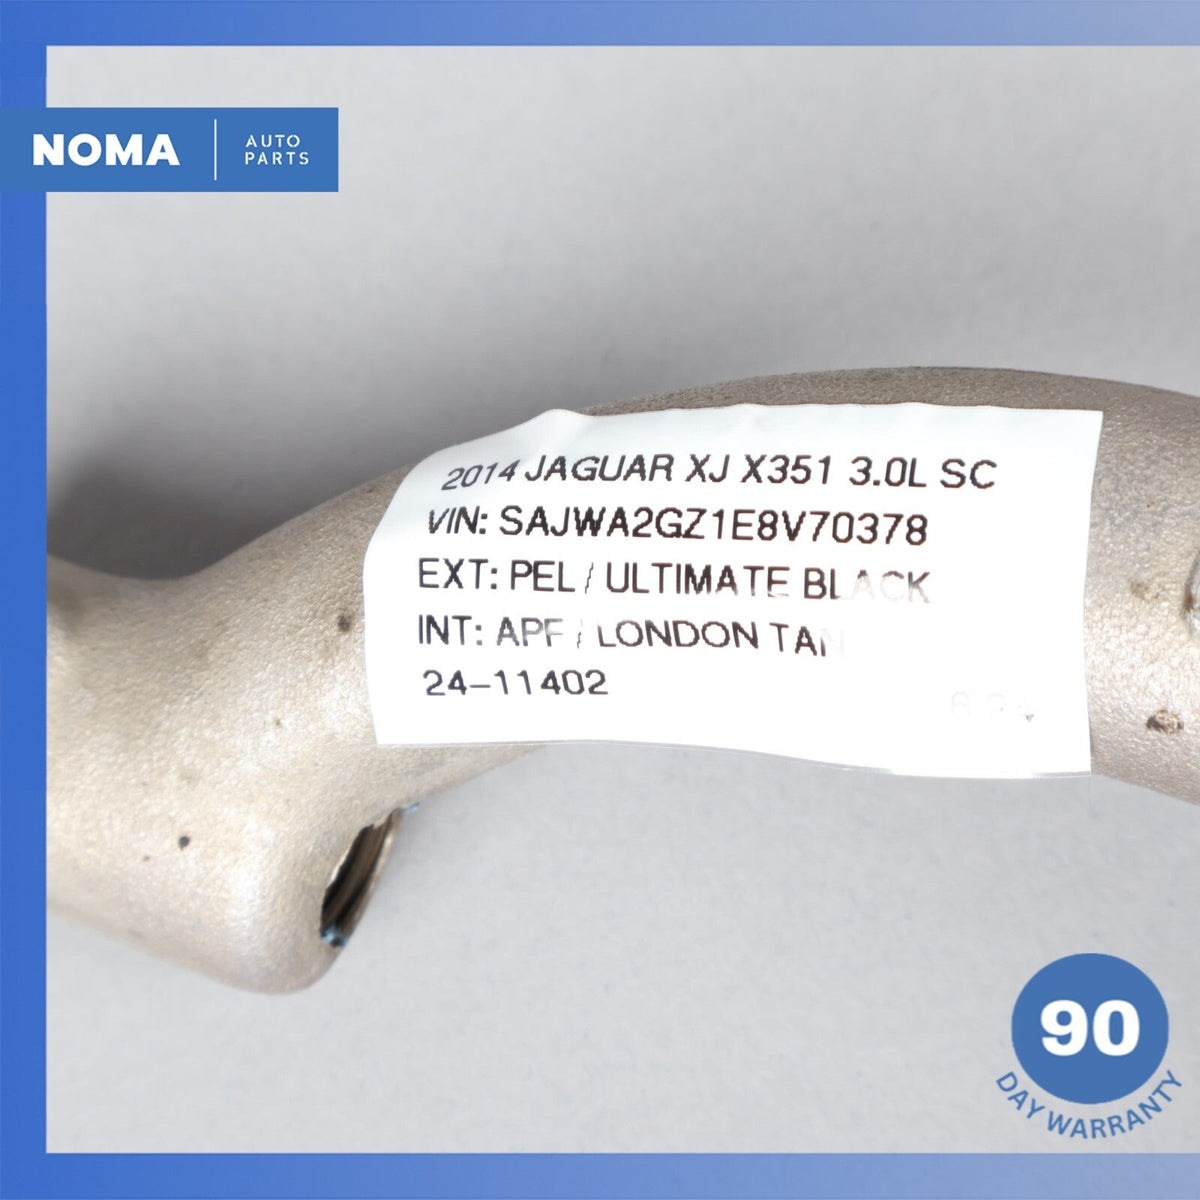 NOMA
AUTO
PARTS
2014 JAGUAR XJ X351 3.0L SC
VIN: SAJWA2GZ1E8V70378
EXT: PEL / ULTIMATE BLACK
INT: APF / LONDON TAN
24-11402
90
DAY WARRANTY